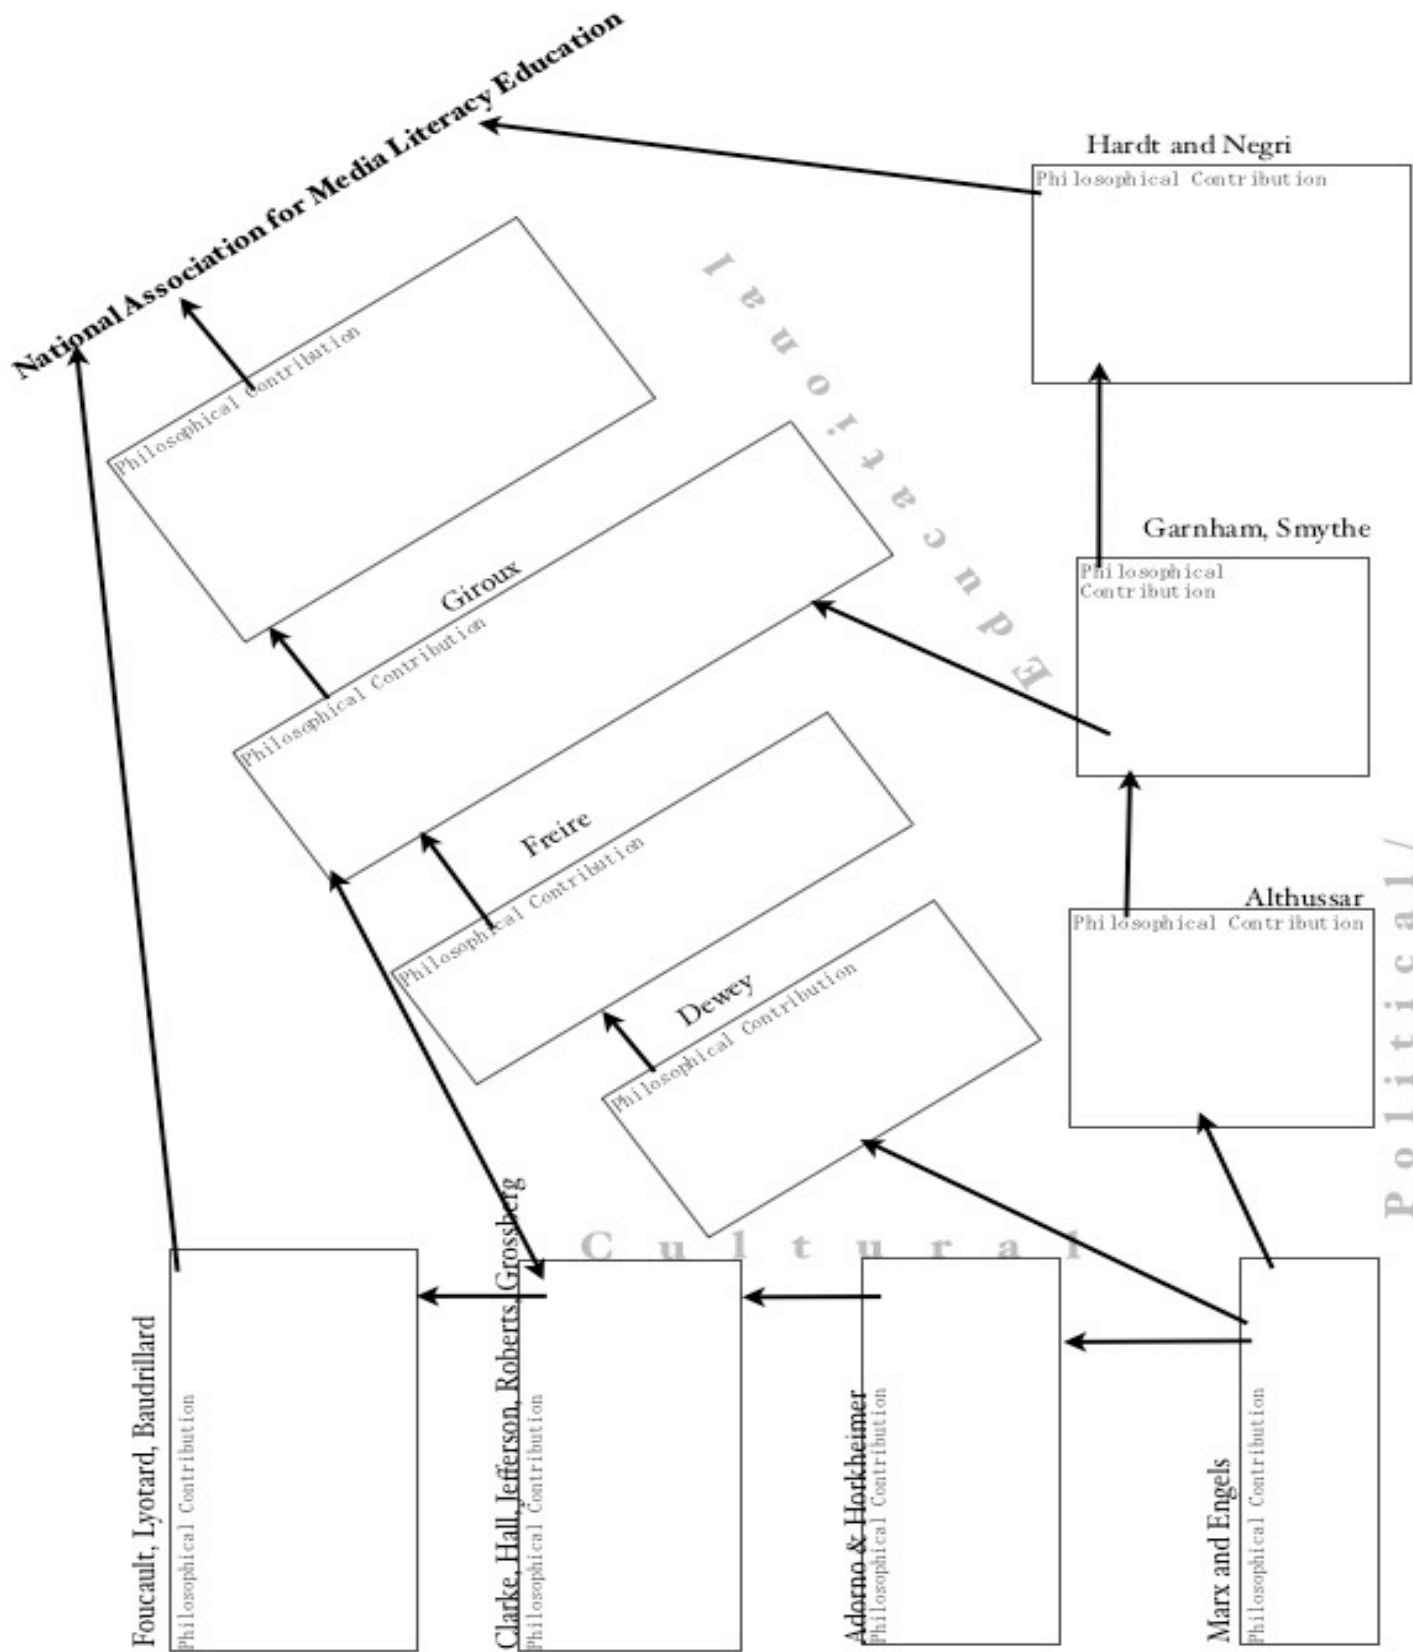 National Association for Media Literacy Education
Philosophical Contribution
Hardt and Negri
Philosophical Contribution
Educational
Giroux
Philosophical Contribution
Garnham, Smythe
Philosophical
Contribution
Freire
Philosophical Contribution
Althussar
Philosophical Contribution
Political/
Dewey
Philosophical Contribution
Cultural
Foucault, Lyotard, Baudrillard
Philosophical Contribution
Clarke, Hall, Jefferson, Roberts, Grossberg
Philosophical Contribution
Adorno & Horkheimer
Philosophical Contribution
Marx and Engels
Philosophical Contribution